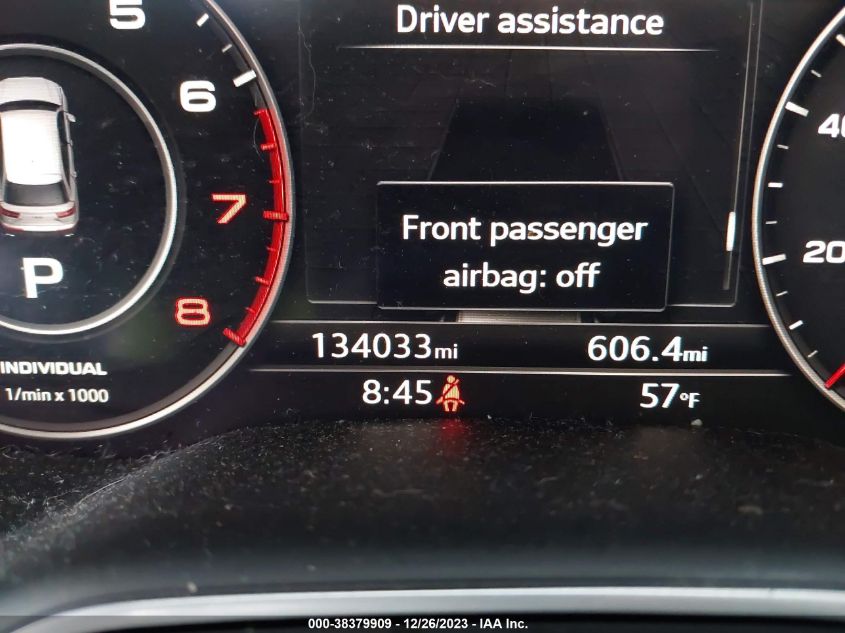 Driver assistance
5
6
7
8
P
INDIVIDUAL
1/min x 1000
Front passenger
airbag: off
40
20
134033mi 606.4mi
8:45 57°F
000-38379909 - 12/26/2023 - IAA Inc.